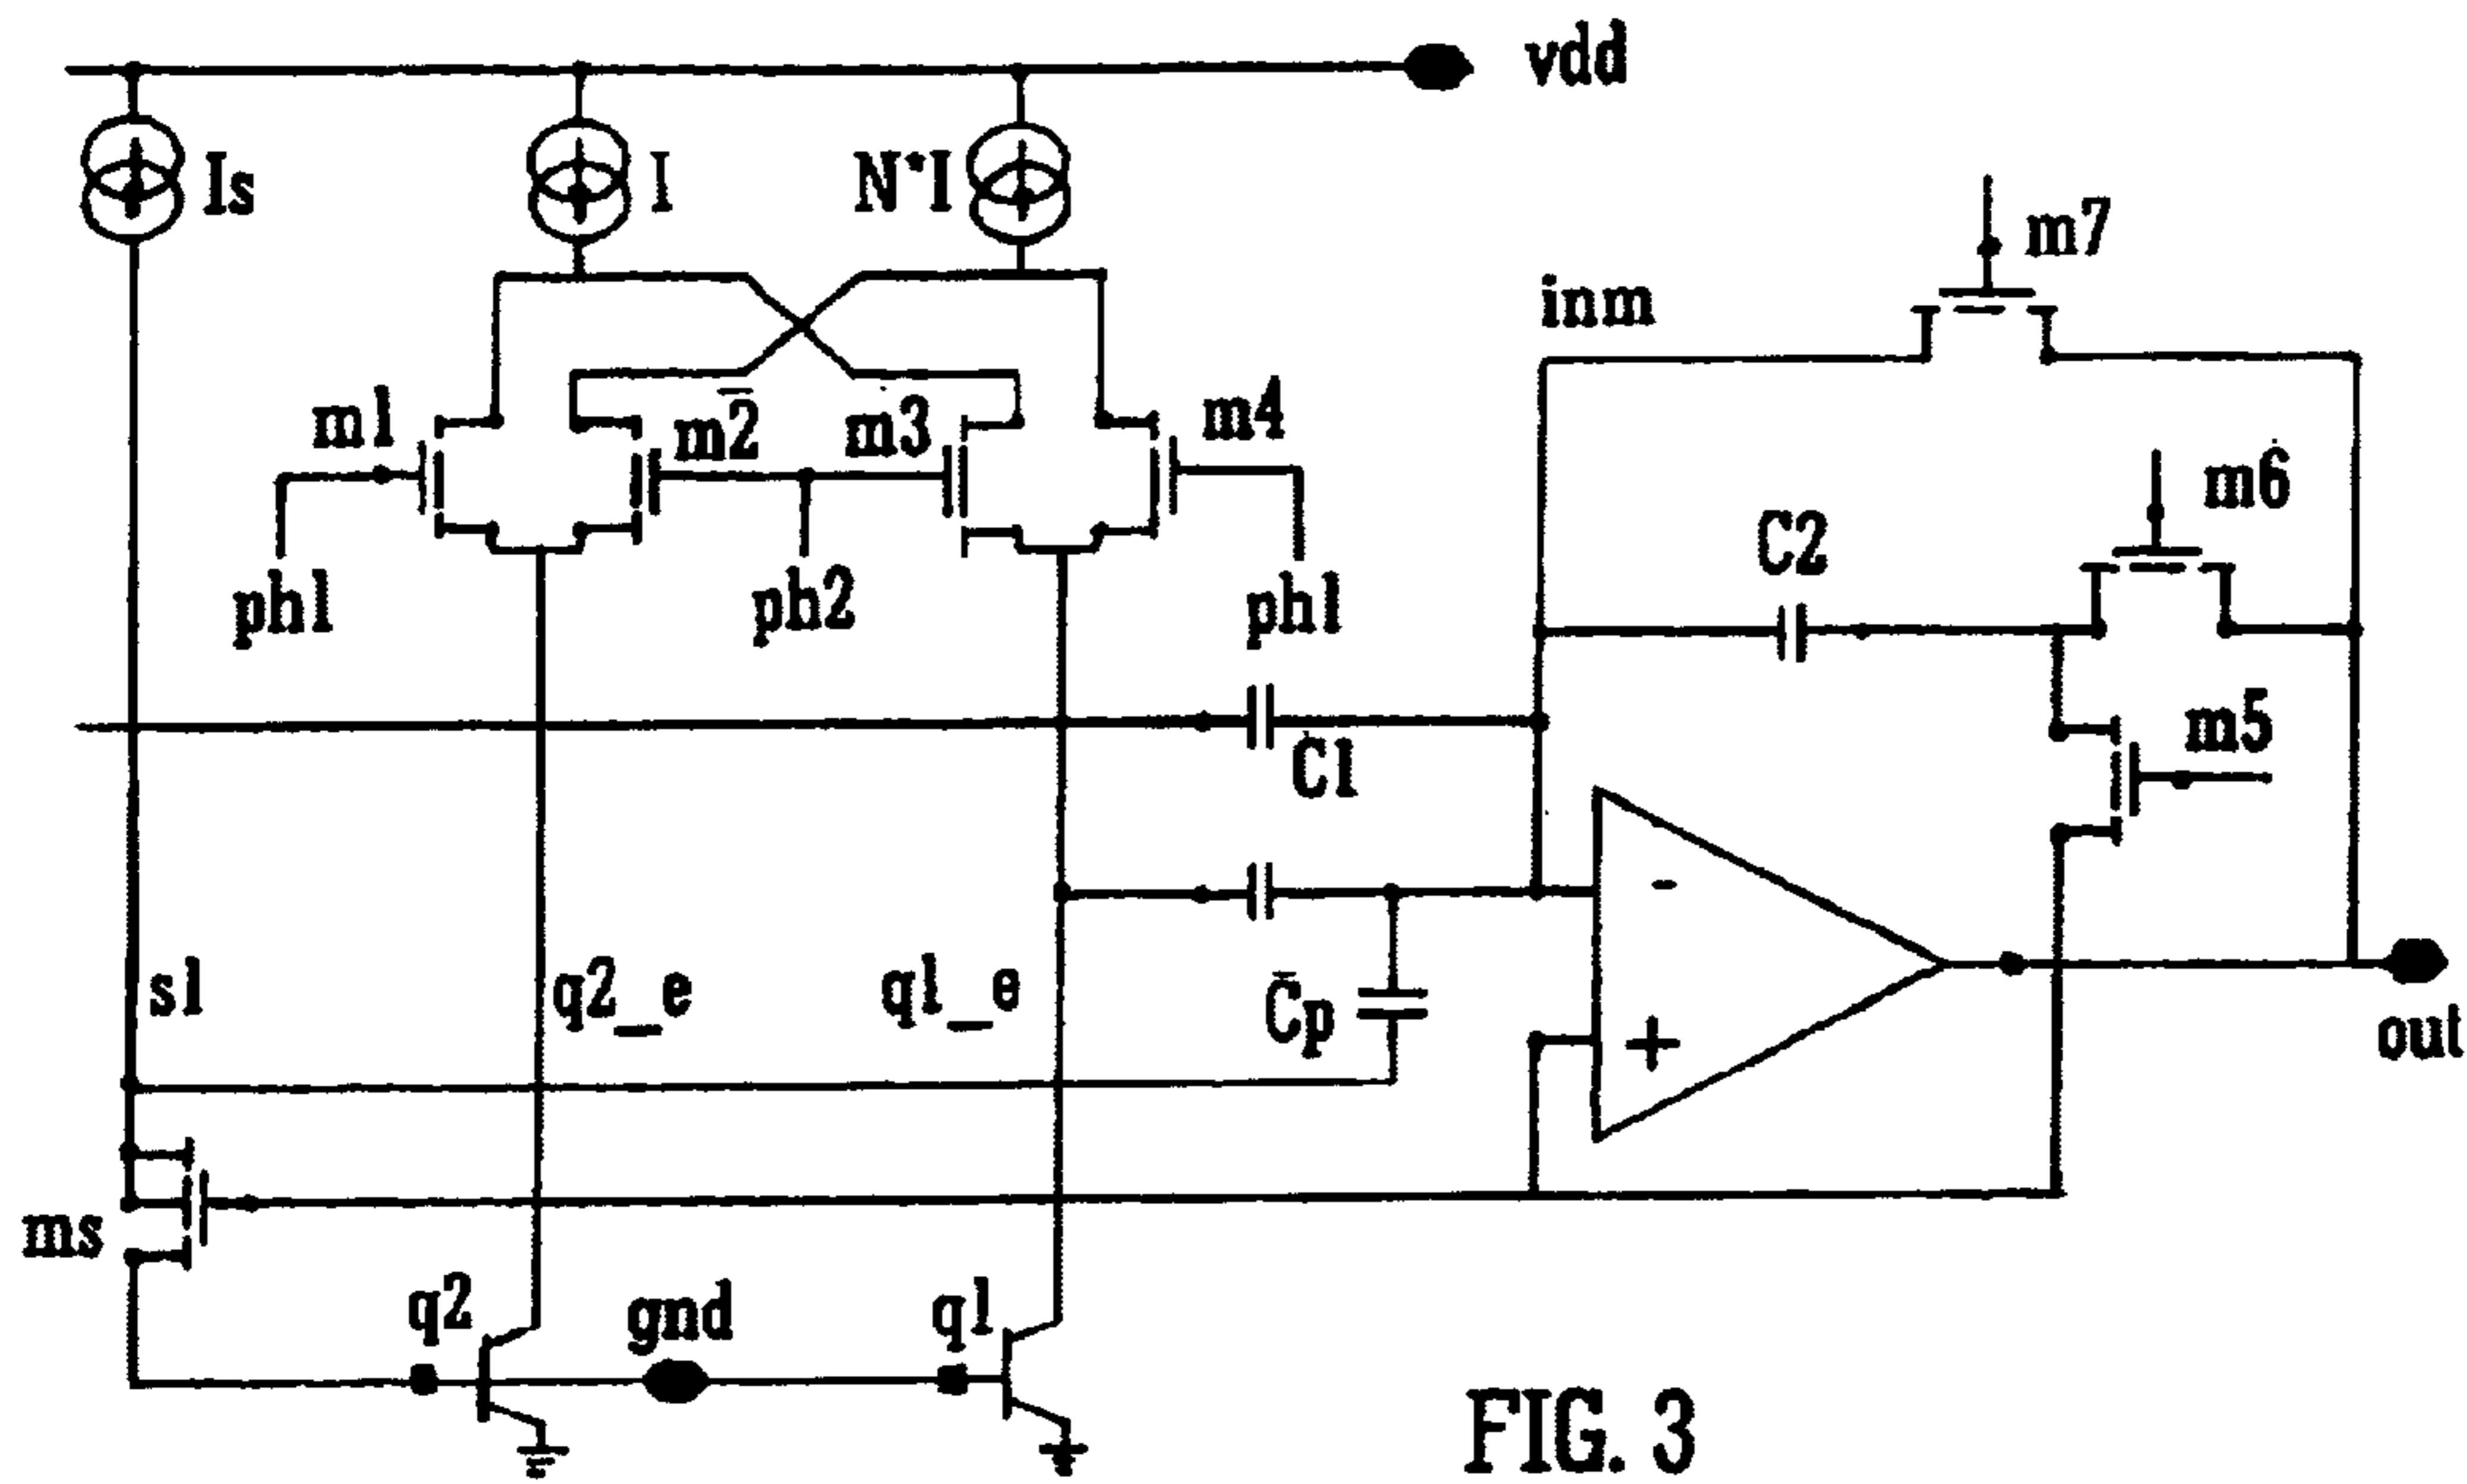 vdd
Is
I
N*I
m7
inm
m1
m2
m3
m4
m6
C2
ph1
ph2
ph1
m5
C1
-
s1
q2_e
q1_e
Cp
+
out
ms
q2
gnd
q1
FIG. 3